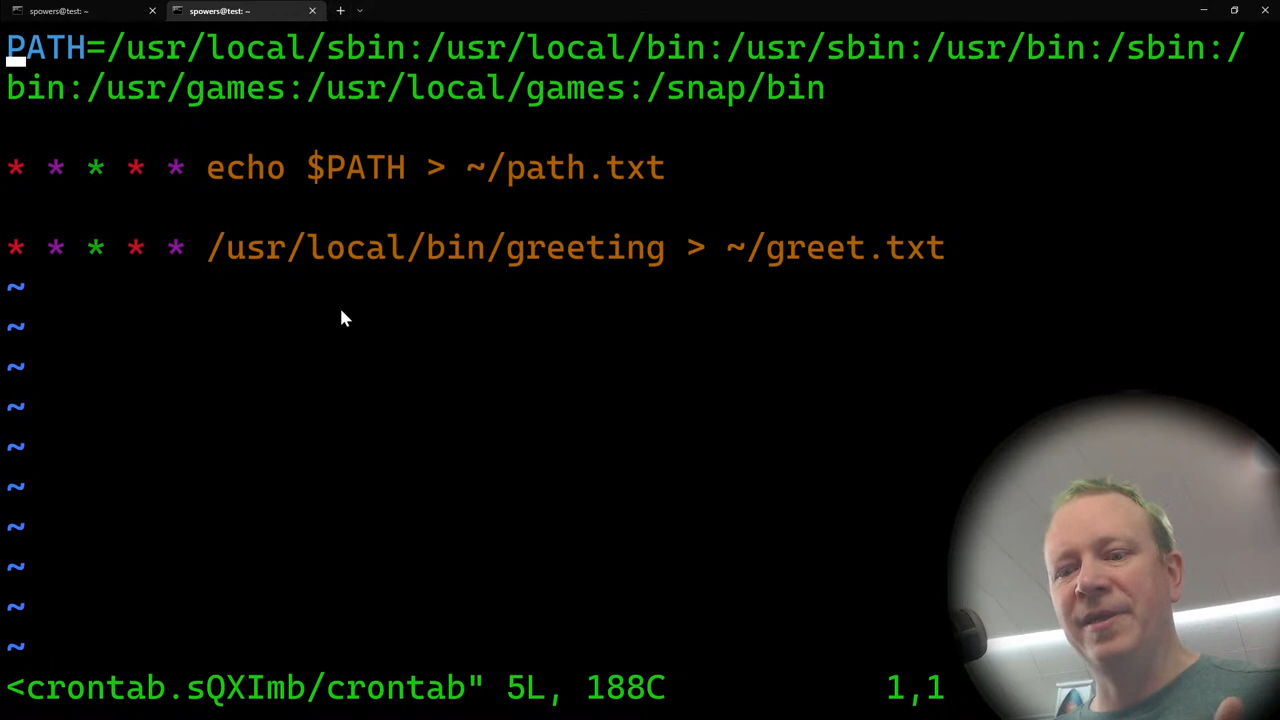 spowers@test: ~
spowers@test: ~
PATH=/usr/local/sbin:/usr/local/bin:/usr/sbin:/usr/bin:/sbin:/
bin:/usr/games:/usr/local/games:/snap/bin
* * * * * echo $PATH > ~/path.txt
* * * * * /usr/local/bin/greeting > ~/greet.txt
~
~
~
~
~
~
~
~
~
~
<crontab.sQXImb/crontab" 5L, 188C 1,1